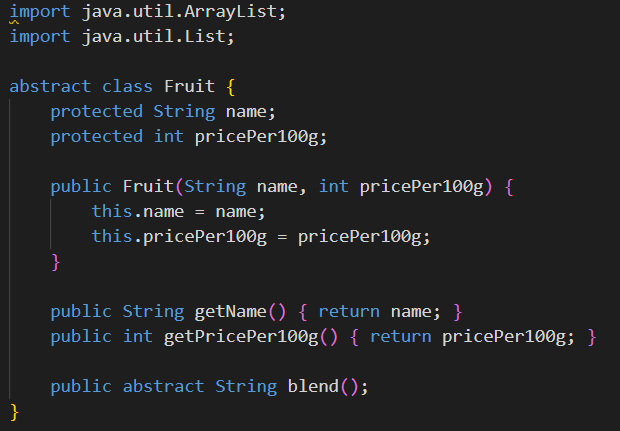 import java.util.ArrayList;
import java.util.List;

abstract class Fruit {
    protected String name;
    protected int pricePer100g;

    public Fruit(String name, int pricePer100g) {
        this.name = name;
        this.pricePer100g = pricePer100g;
    }

    public String getName() { return name; }
    public int getPricePer100g() { return pricePer100g; }

    public abstract String blend();
}